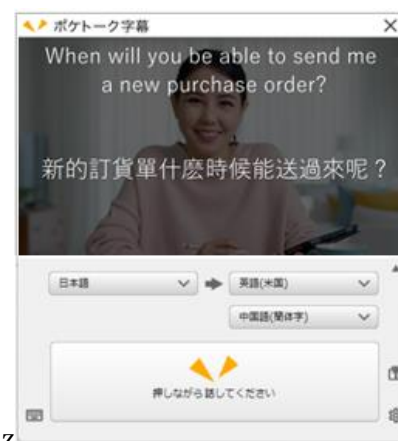 ポケトーク字幕
When will you be able to send me
a new purchase order?
新的訂貨單什麼時候能送過來呢？
日本語
英語(米国)
中国語(簡体字)
押しながら話してください
z